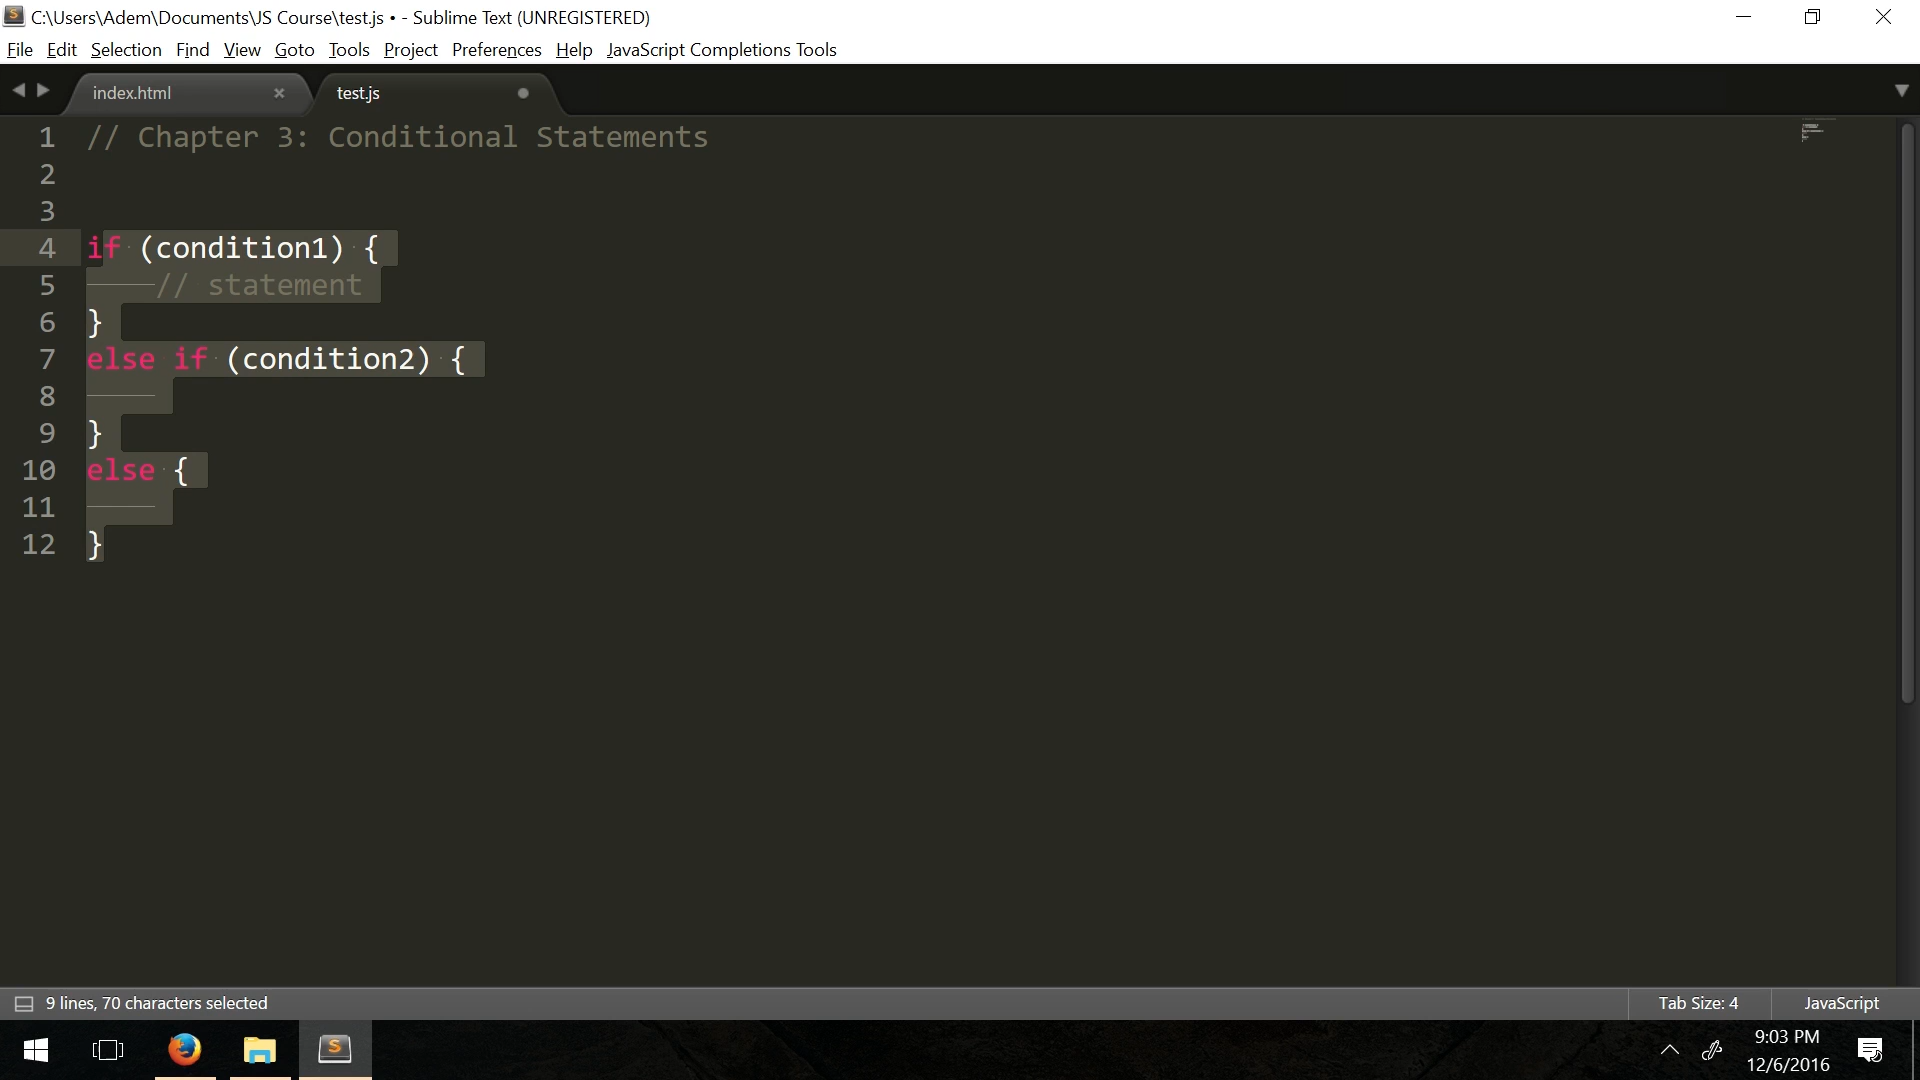 C:\Users\Adem\Documents\JS Course\test.js • - Sublime Text (UNREGISTERED)
File Edit Selection Find View Goto Tools Project Preferences Help JavaScript Completions Tools
index.html × test.js
1 // Chapter 3: Conditional Statements
2
3
4 if (condition1) {
5 // statement
6 }
7 else if (condition2) {
8
9 }
10 else {
11
12 }
9 lines, 70 characters selected Tab Size: 4 JavaScript
9:03 PM
12/6/2016